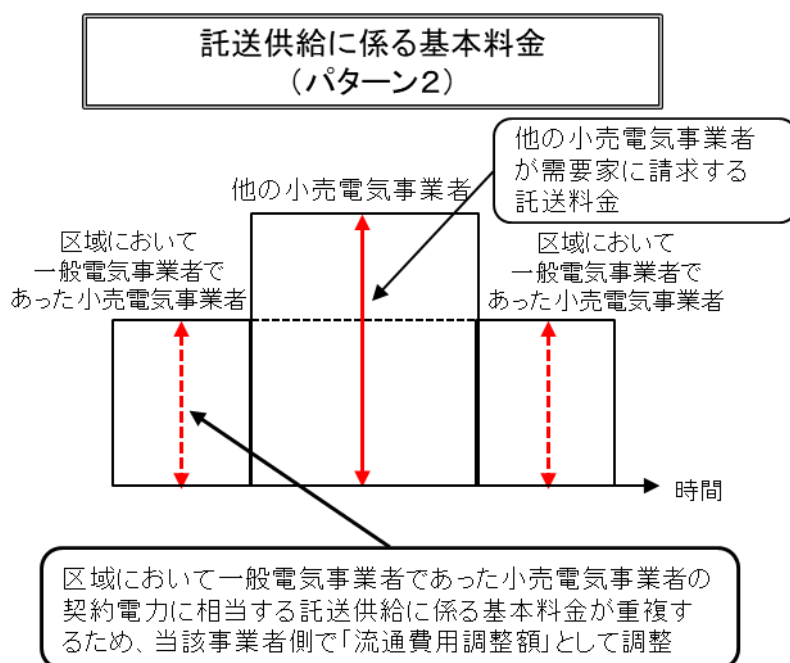 託送供給に係る基本料金
（パターン２）
他の小売電気事業者
が需要家に請求する
託送料金
他の小売電気事業者
区域において
一般電気事業者で
あった小売電気事業者
区域において
一般電気事業者で
あった小売電気事業者
時間
区域において一般電気事業者であった小売電気事業者の
契約電力に相当する託送供給に係る基本料金が重複す
るため、当該事業者側で「流通費用調整額」として調整